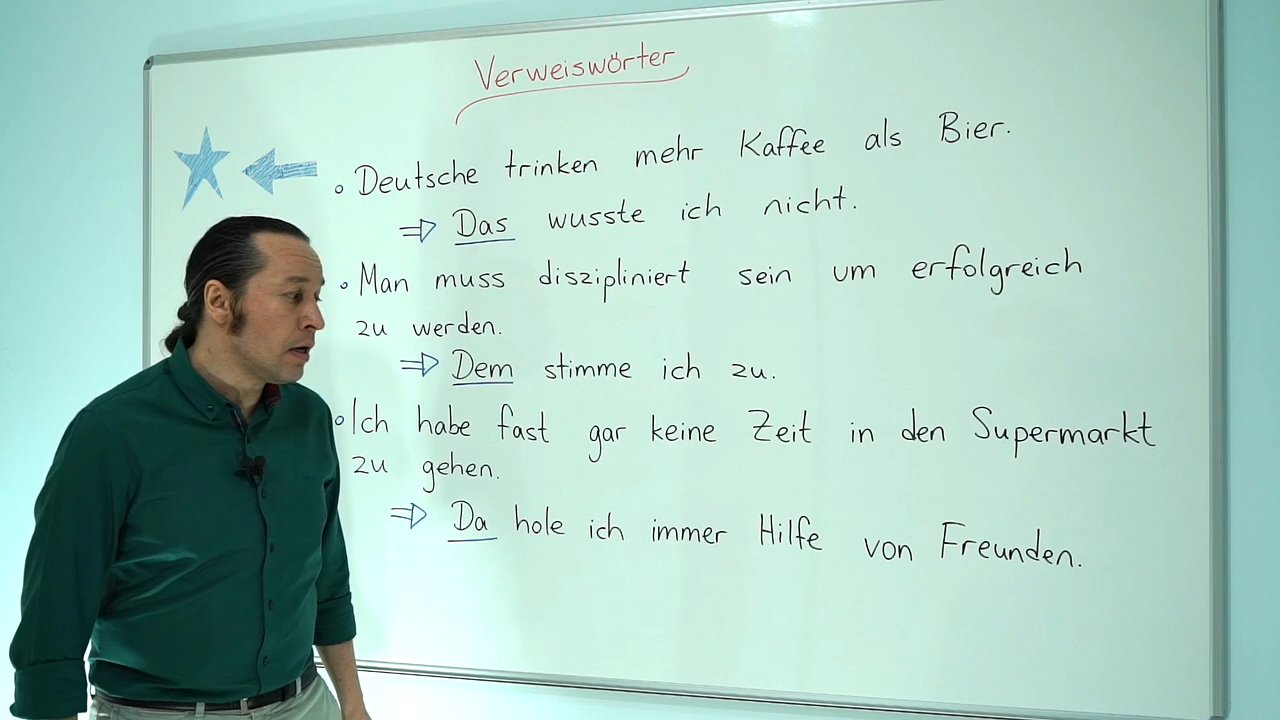 Verweiswörter
Deutsche trinken mehr Kaffee als Bier.
⇒ Das wusste ich nicht.
Man muss diszipliniert sein um erfolgreich
zu werden.
⇒ Dem stimme ich zu.
Ich habe fast gar keine Zeit in den Supermarkt
zu gehen.
⇒ Da hole ich immer Hilfe von Freunden.